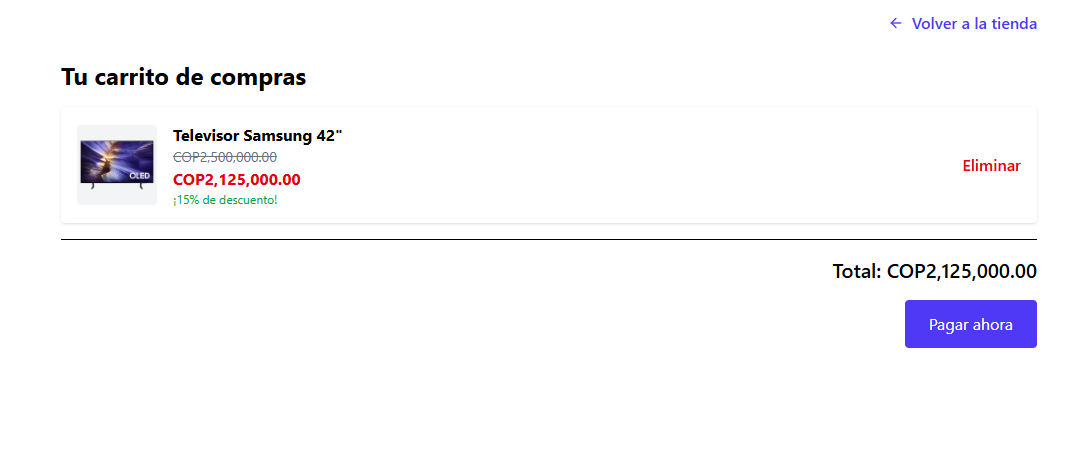 ← Volver a la tienda
Tu carrito de compras
Televisor Samsung 42"
COP2,500,000.00
OLED
COP2,125,000.00
¡15% de descuento!
Eliminar
Total: COP2,125,000.00
Pagar ahora